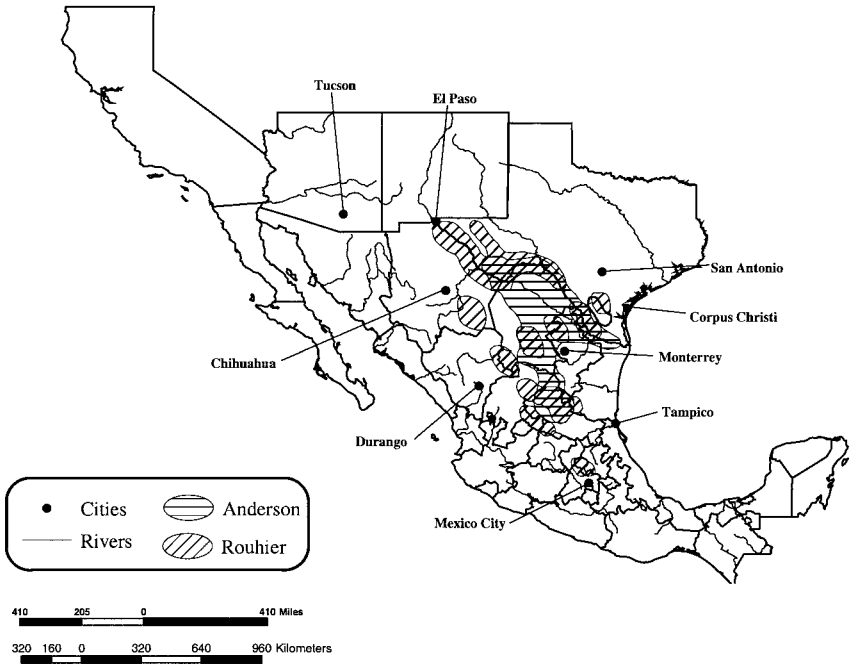 Tucson
El Paso
San Antonio
Corpus Christi
Chihuahua
Monterrey
Durango
Tampico
Mexico City
Cities
Anderson
Rivers
Rouhier
410 205 0 410 Miles
320 160 0 320 640 960 Kilometers